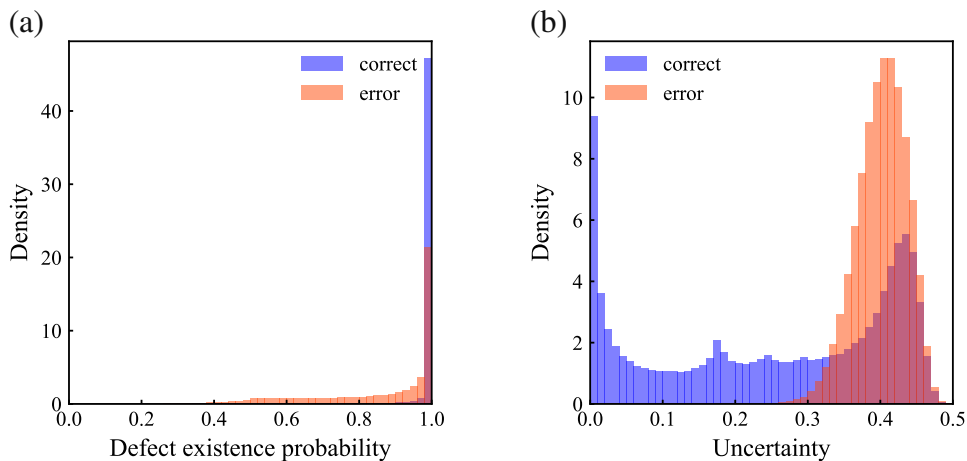 (a)
correct
error
40
30
20
10
0
Density
0.0 0.2 0.4 0.6 0.8 1.0
Defect existence probability
(b)
correct
error
10
8
6
4
2
0
Density
0.0 0.1 0.2 0.3 0.4 0.5
Uncertainty